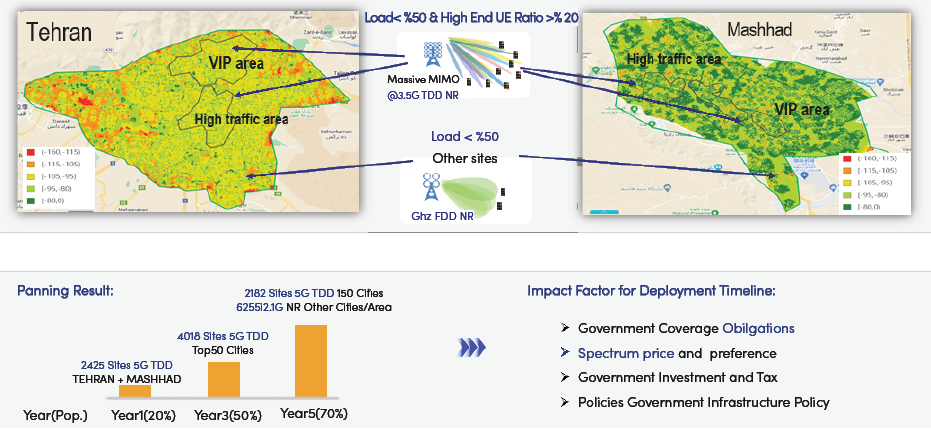 Load< %50 & High End UE Ratio >% 20
Tehran
VIP area
High traffic area
(-160,-115)
(-115,-105)
(-105,-95)
(-95,-80)
(-80,0)
Massive MIMO
@3.5G TDD NR
Load < %50
Other sites
Ghz FDD NR
Mashhad
High traffic area
VIP area
(-160,-115)
(-115,-105)
(-105,-95)
(-95,-80)
(-80,0)
Panning Result:
2182 Sites 5G TDD 150 Cities
625512.1G NR Other Cities/Area
4018 Sites 5G TDD
Top50 Cities
2425 Sites 5G TDD
TEHRAN + MASHHAD
Year(Pop.)
Year1(20%)
Year3(50%)
Year5(70%)
Impact Factor for Deployment Timeline:
Government Coverage Obilgations
Spectrum price and preference
Government Investment and Tax
Policies Government Infrastructure Policy